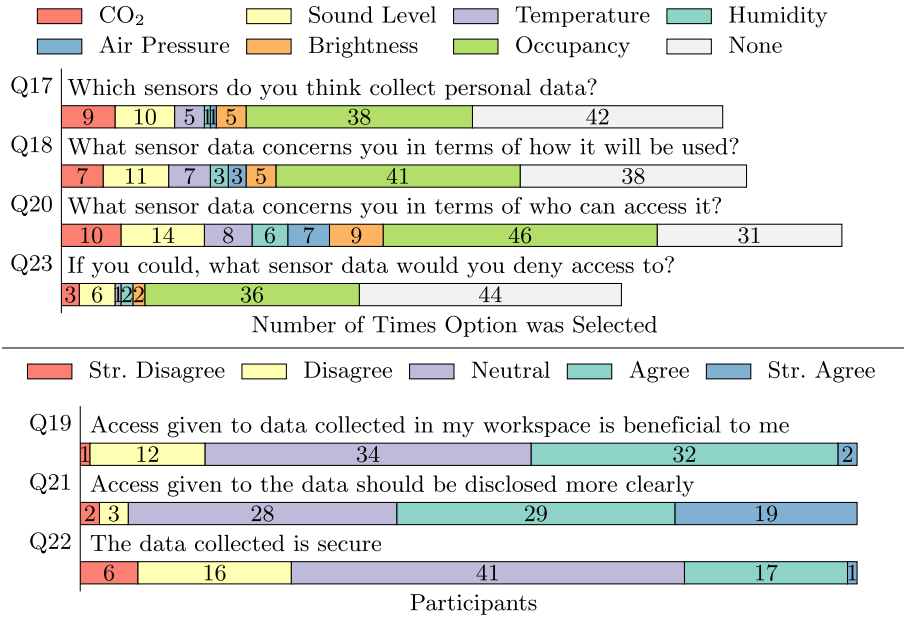 CO₂ Sound Level Temperature Humidity
Air Pressure Brightness Occupancy None
Q17 Which sensors do you think collect personal data?
9 10 5 1 1 5 38 42
Q18 What sensor data concerns you in terms of how it will be used?
7 11 7 3 3 5 41 38
Q20 What sensor data concerns you in terms of who can access it?
10 14 8 6 7 9 46 31
Q23 If you could, what sensor data would you deny access to?
3 6 1 2 2 36 44
Number of Times Option was Selected
Str. Disagree Disagree Neutral Agree Str. Agree
Q19 Access given to data collected in my workspace is beneficial to me
1 12 34 32 2
Q21 Access given to the data should be disclosed more clearly
2 3 28 29 19
Q22 The data collected is secure
6 16 41 17 1
Participants